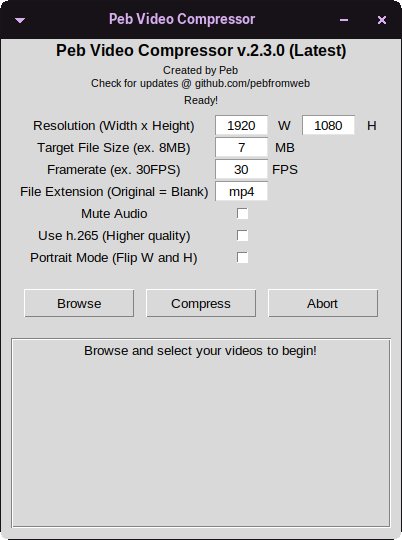 Peb Video Compressor
Peb Video Compressor v.2.3.0 (Latest)
Created by Peb
Check for updates @ github.com/pebfromweb
Ready!
Resolution (Width x Height) 1920 W 1080 H
Target File Size (ex. 8MB) 7 MB
Framerate (ex. 30FPS) 30 FPS
File Extension (Original = Blank) mp4
Mute Audio
Use h.265 (Higher quality)
Portrait Mode (Flip W and H)
Browse Compress Abort
Browse and select your videos to begin!